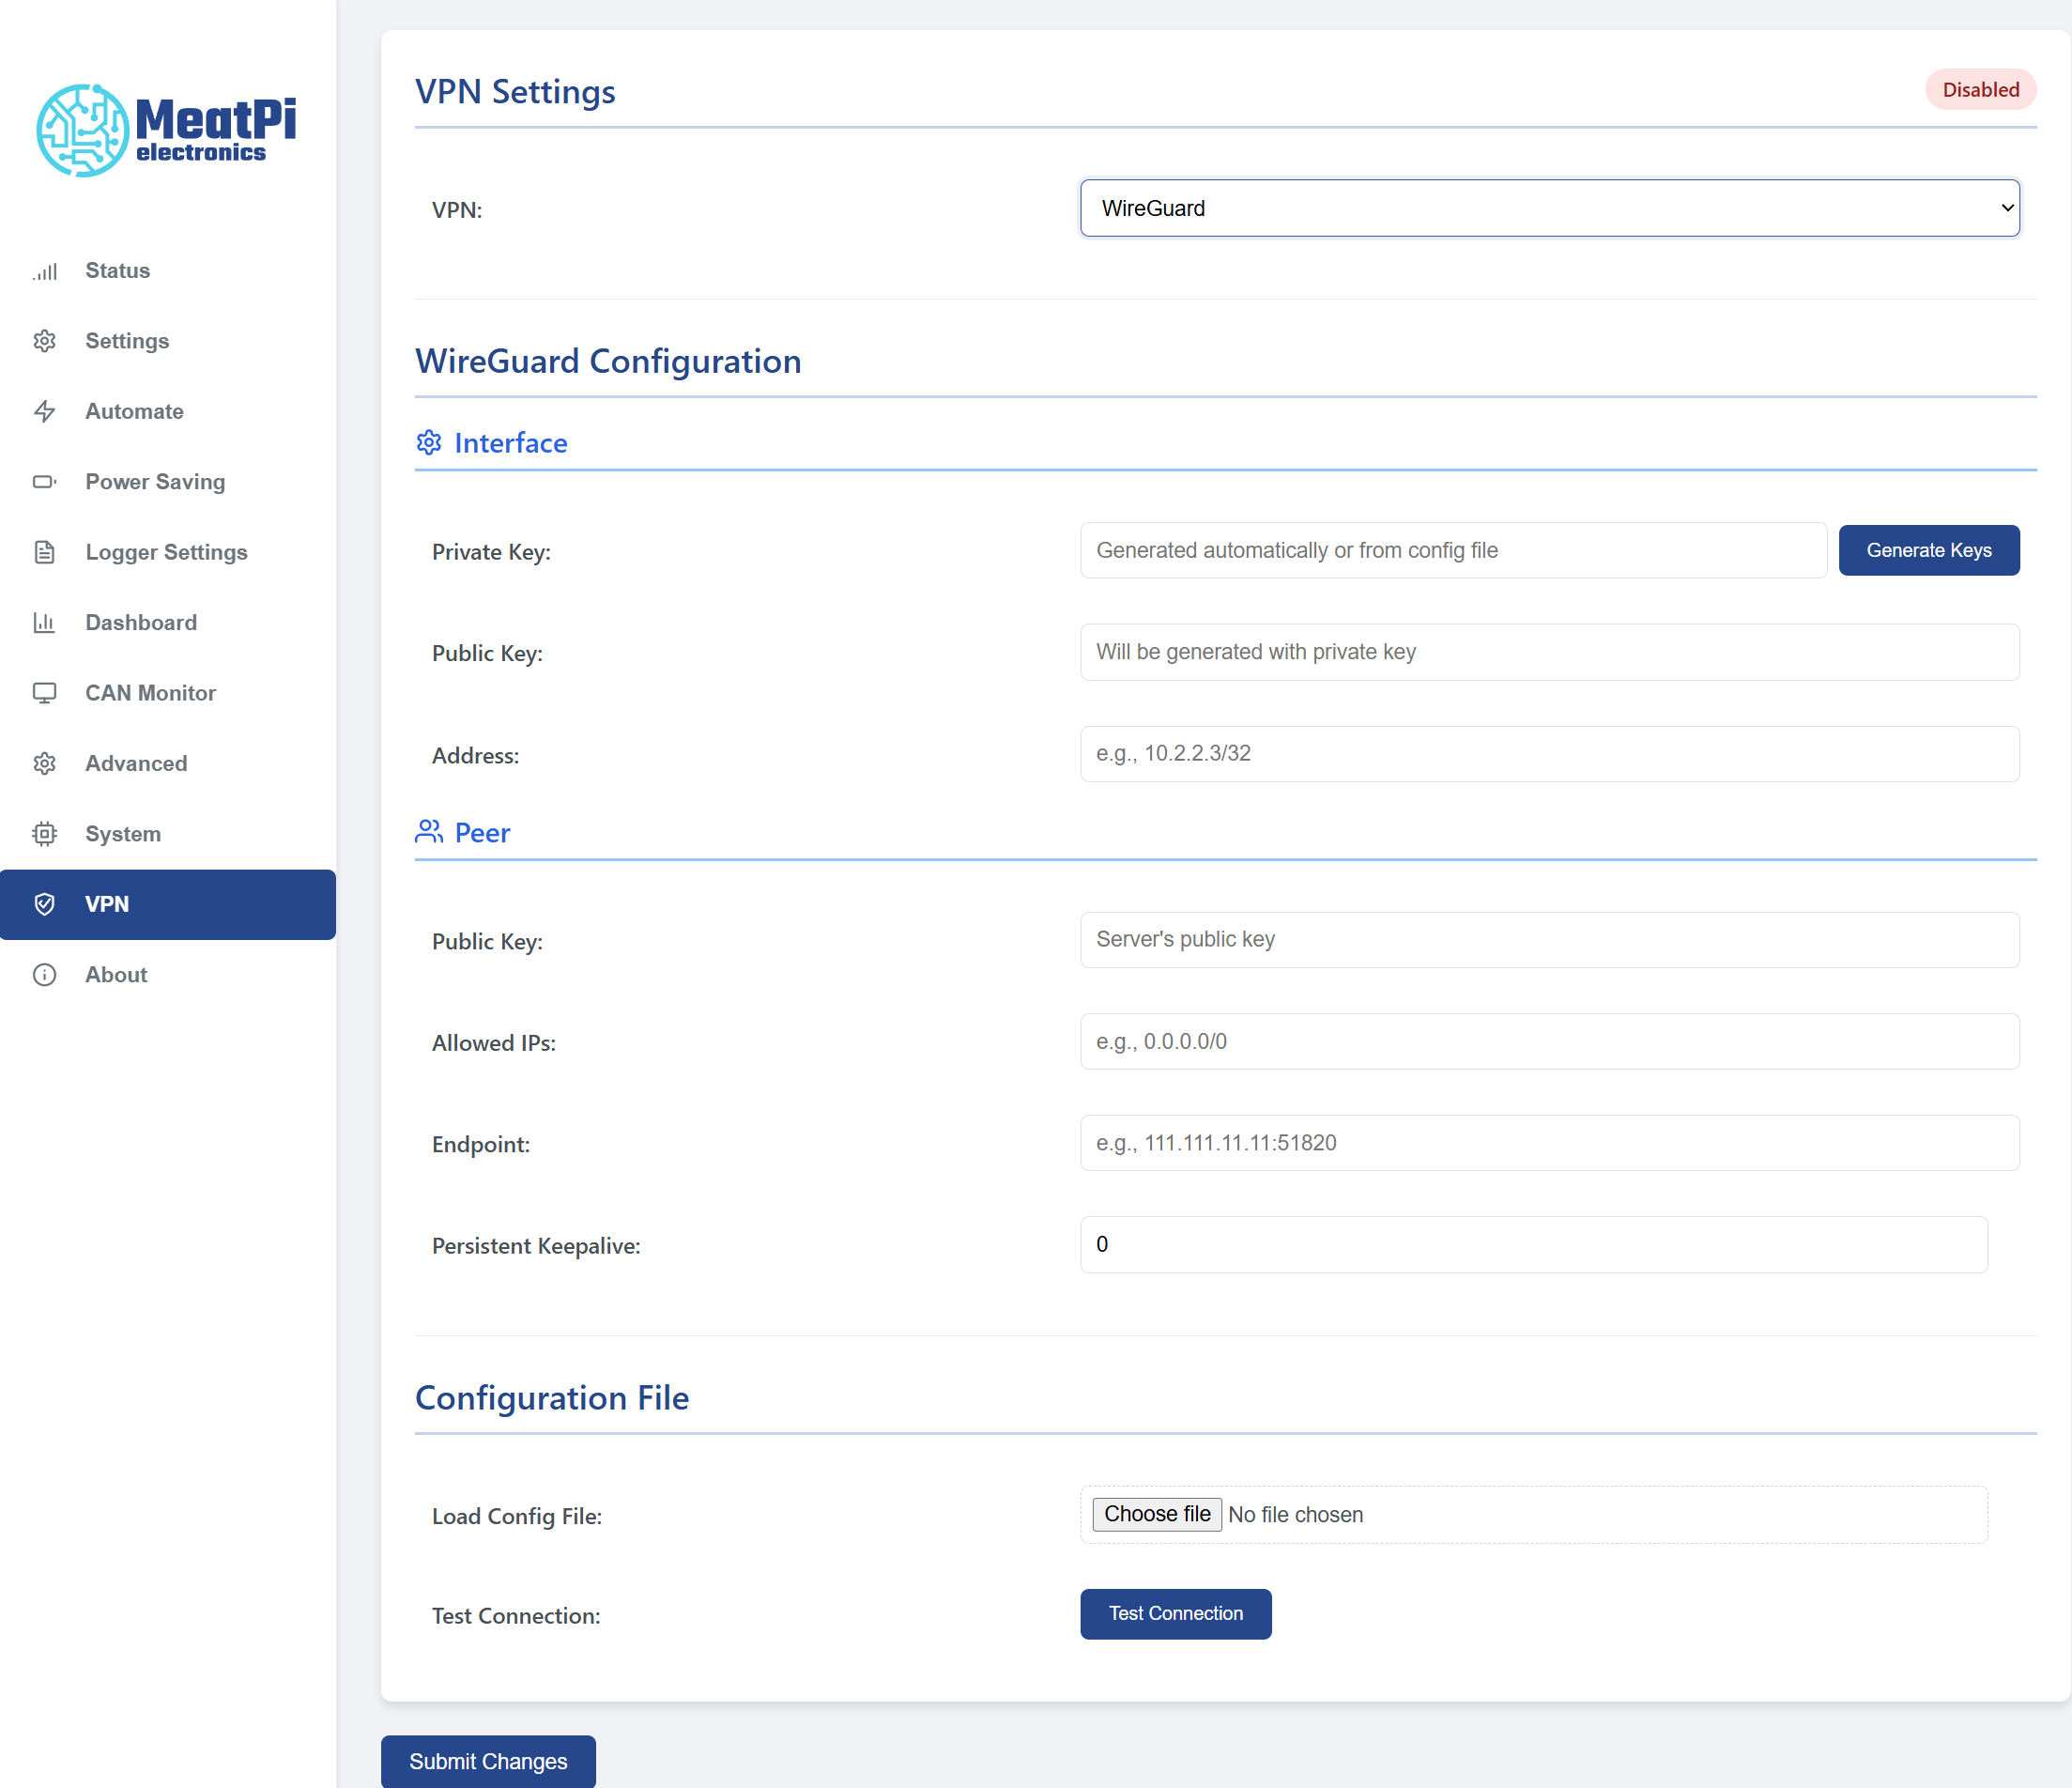 MeatPi
electronics
Status
Settings
Automate
Power Saving
Logger Settings
Dashboard
CAN Monitor
Advanced
System
VPN
About
VPN Settings
Disabled
VPN:
WireGuard
WireGuard Configuration
Interface
Private Key:
Generated automatically or from config file
Generate Keys
Public Key:
Will be generated with private key
Address:
e.g., 10.2.2.3/32
Peer
Public Key:
Server's public key
Allowed IPs:
e.g., 0.0.0.0/0
Endpoint:
e.g., 111.111.11.11:51820
Persistent Keepalive:
0
Configuration File
Load Config File:
Choose file No file chosen
Test Connection:
Test Connection
Submit Changes